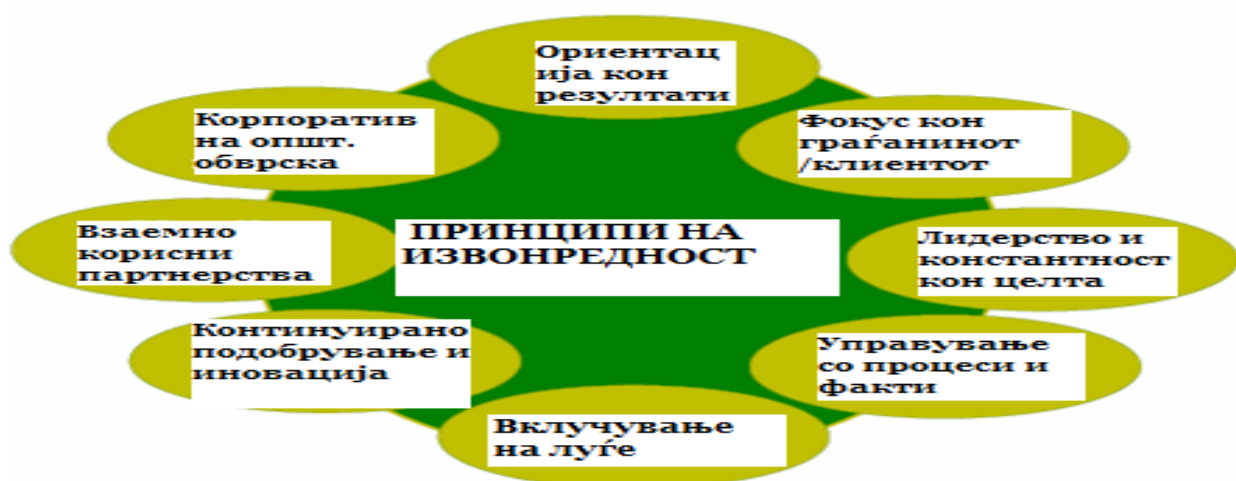 Ориентац
ија кон
резултати
Фокус кон
граѓанинот
/клиентот
Лидерство и
константност
кон целта
Управување
со процеси и
факти
Вклучување
на луѓе
Континуирано
подобрување и
иновација
Взаемно
корисни
партнерства
Корпоратив
на општ.
обврска
ПРИНЦИПИ НА
ИЗВОНРЕДНОСТ